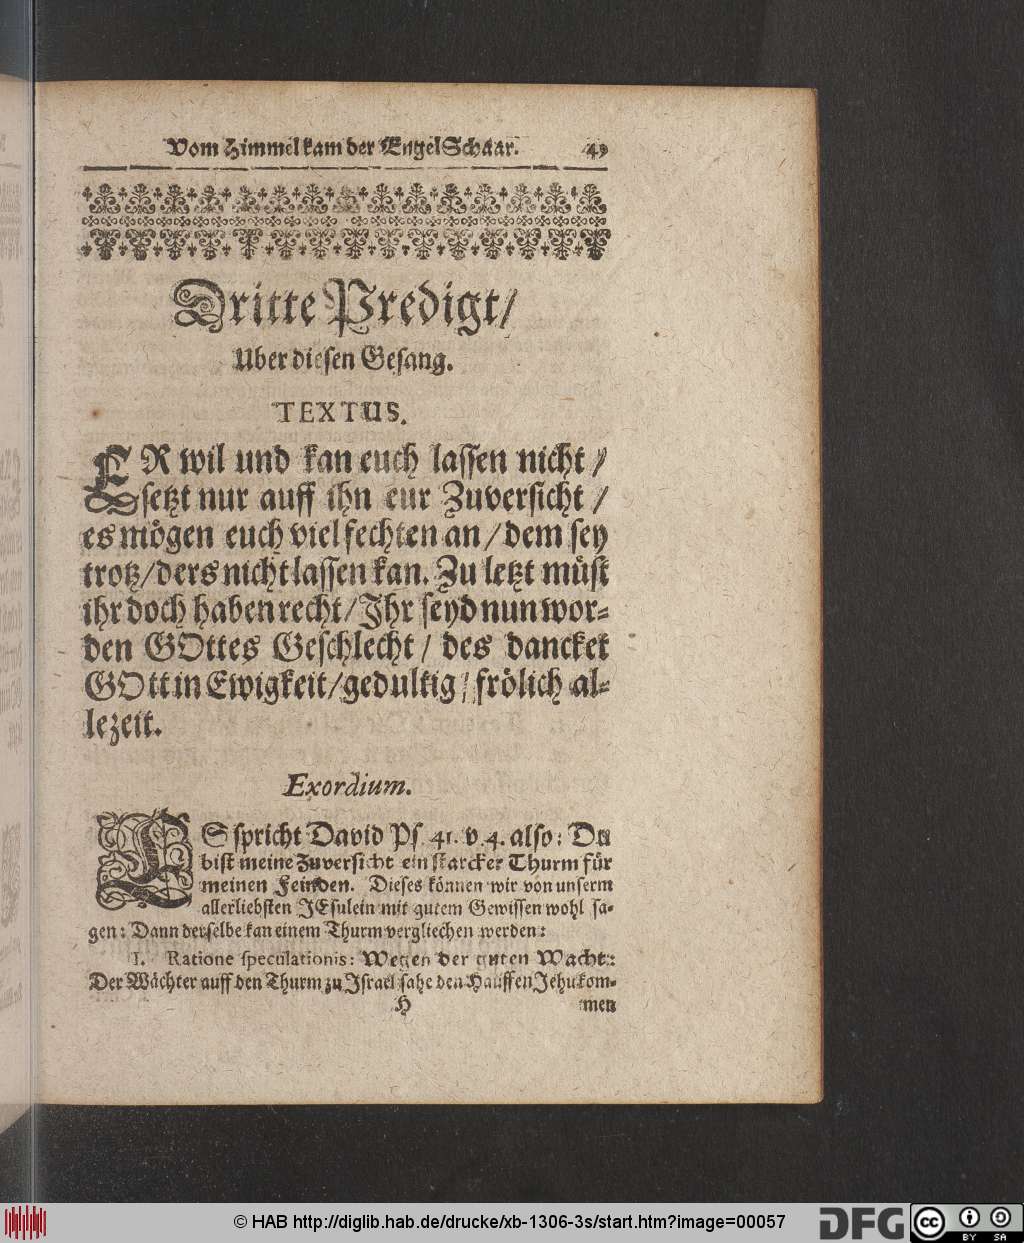 Vom Himmel kam der Engel Schaar. 49
Dritte Predigt/
Uber diesen Gesang.
TEXTUS.
ER wil und kan euch lassen nicht /
setzt nur auff ihn eur Zuversicht /
es mögen euch viel fechten an / dem sey
trotz / ders nicht lassen kan. Zu letzt müst
ihr doch haben recht / Ihr seyd nun wor-
den GOttes Geschlecht / des dancket
GOtt in Ewigkeit / gedultig / frölich al-
lezeit.
Exordium.
ES spricht David Ps. 41. v. 4. also: Du
bist meine Zuversicht ein starcker Thurm für
meinen Feinden. Dieses können wir von unserm
allerliebsten JEsulein mit gutem Gewissen wohl sa-
gen: Dann derselbe kan einem Thurm vergliechen werden:
I. Ratione speculationis: Wegen der guten Wacht:
Der Wächter auff den Thurm zu Israel sahe den Hauffen Jehu kom-
H men
© HAB http://diglib.hab.de/drucke/xb-1306-3s/start.htm?image=00057
DFG
cc BY SA